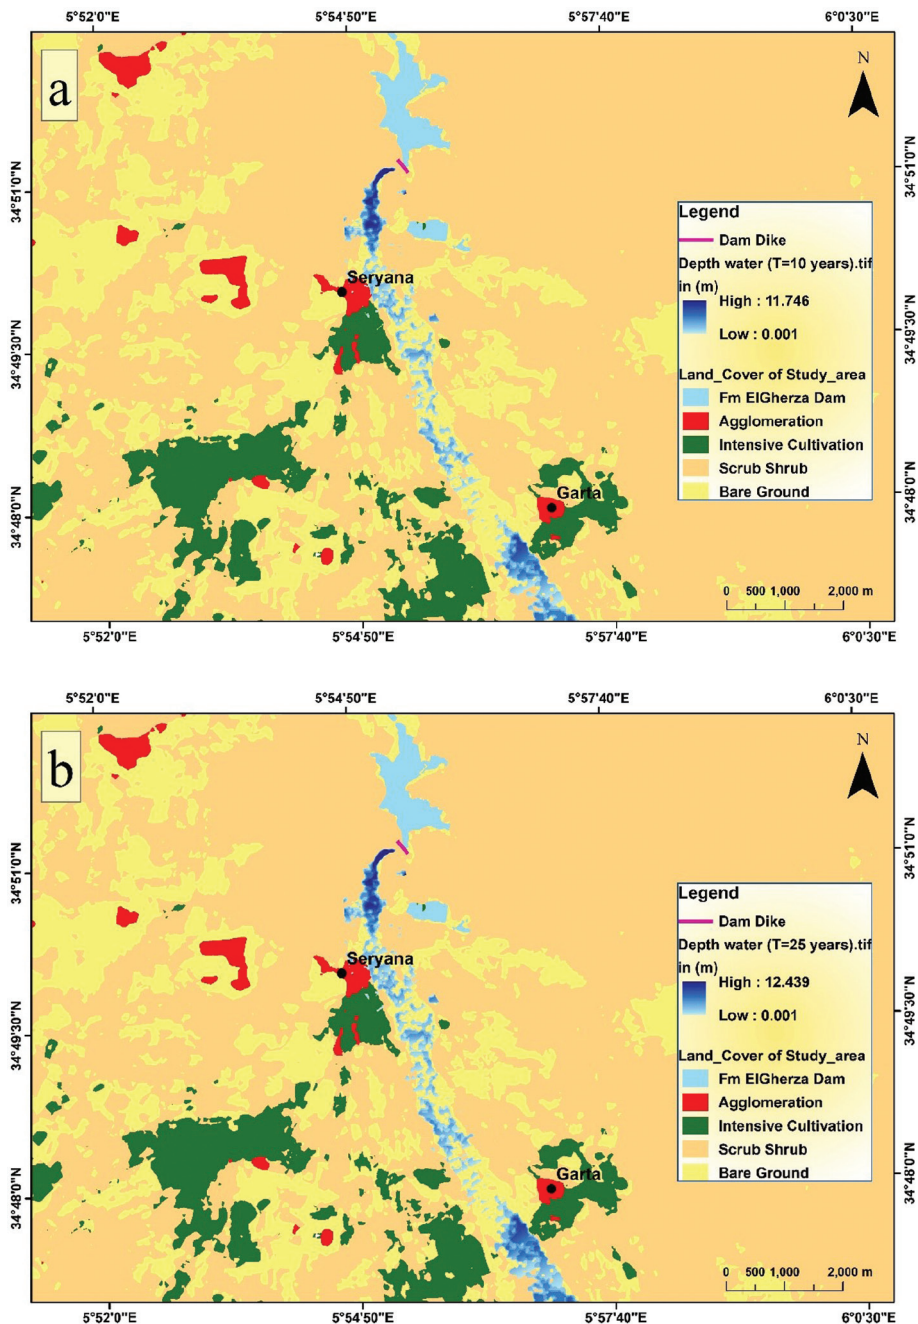 5°52'0"E 5°54'50"E 5°57'40"E 6°0'30"E
a
N
34°51'0"N
34°51'0"N
Legend
Dam Dike
Depth water (T=10 years).tif
in (m)
High : 11.746
Low : 0.001
Land_Cover of Study_area
Fm ElGherza Dam
Agglomeration
Intensive Cultivation
Scrub Shrub
Bare Ground
Seryana
34°49'30"N
34°49'30"N
Garta
34°48'0"N
34°48'0"N
0 500 1,000 2,000 m
5°52'0"E 5°54'50"E 5°57'40"E 6°0'30"E
5°52'0"E 5°54'50"E 5°57'40"E 6°0'30"E
b
N
34°51'0"N
34°51'0"N
Legend
Dam Dike
Depth water (T=25 years).tif
in (m)
High : 12.439
Low : 0.001
Land_Cover of Study_area
Fm ElGherza Dam
Agglomeration
Intensive Cultivation
Scrub Shrub
Bare Ground
Seryana
34°49'30"N
34°49'30"N
Garta
34°48'0"N
34°48'0"N
0 500 1,000 2,000 m
5°52'0"E 5°54'50"E 5°57'40"E 6°0'30"E